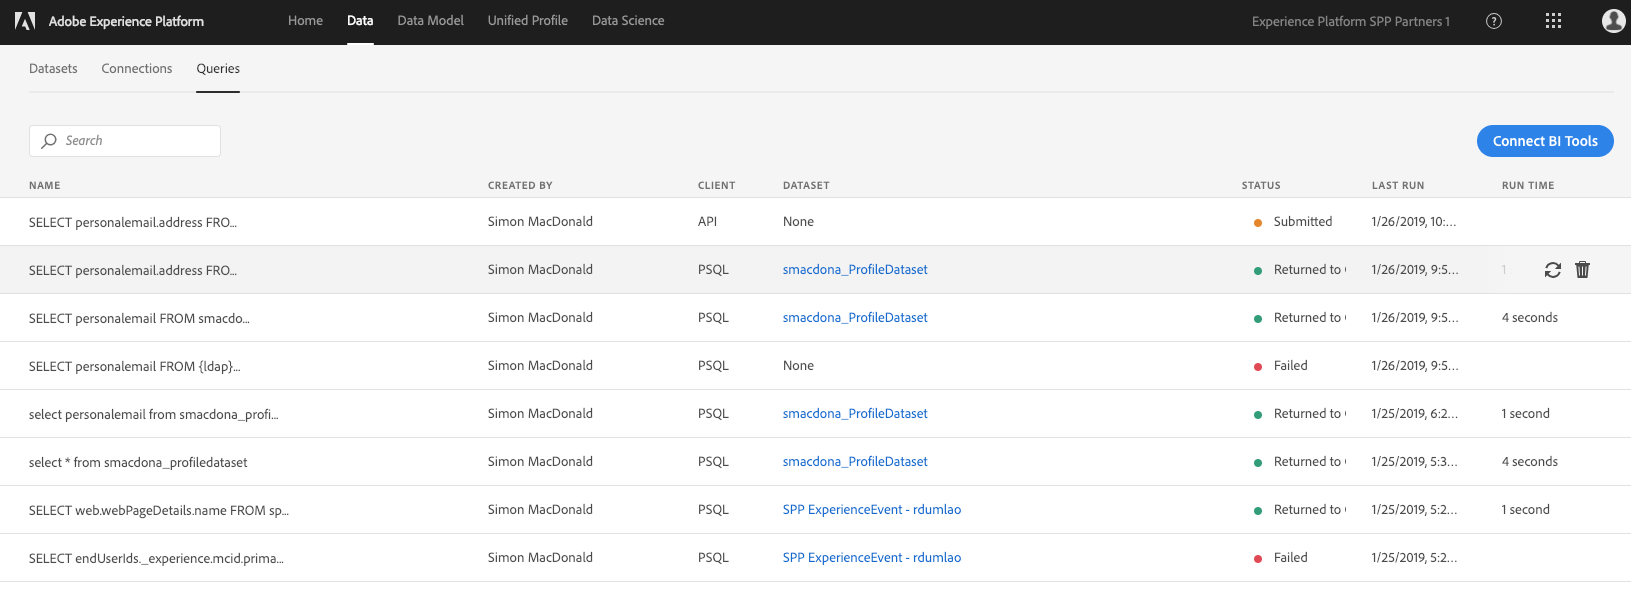 Adobe Experience Platform Home Data Data Model Unified Profile Data Science Experience Platform SPP Partners 1 ?
Datasets Connections Queries
Search Connect BI Tools
NAME CREATED BY CLIENT DATASET STATUS LAST RUN RUN TIME
SELECT personalemail.address FRO... Simon MacDonald API None Submitted 1/26/2019, 10:...
SELECT personalemail.address FRO... Simon MacDonald PSQL smacdona_ProfileDataset Returned to 1/26/2019, 9:5... 1
SELECT personalemail FROM smacdo... Simon MacDonald PSQL smacdona_ProfileDataset Returned to 1/26/2019, 9:5... 4 seconds
SELECT personalemail FROM {ldap}... Simon MacDonald PSQL None Failed 1/26/2019, 9:5...
select personalemail from smacdona_profi... Simon MacDonald PSQL smacdona_ProfileDataset Returned to 1/25/2019, 6:2... 1 second
select * from smacdona_profiledataset Simon MacDonald PSQL smacdona_ProfileDataset Returned to 1/25/2019, 5:3... 4 seconds
SELECT web.webPageDetails.name FROM sp... Simon MacDonald PSQL SPP ExperienceEvent - rdumlao Returned to 1/25/2019, 5:2... 1 second
SELECT endUserIds._experience.mcid.prima... Simon MacDonald PSQL SPP ExperienceEvent - rdumlao Failed 1/25/2019, 5:2...